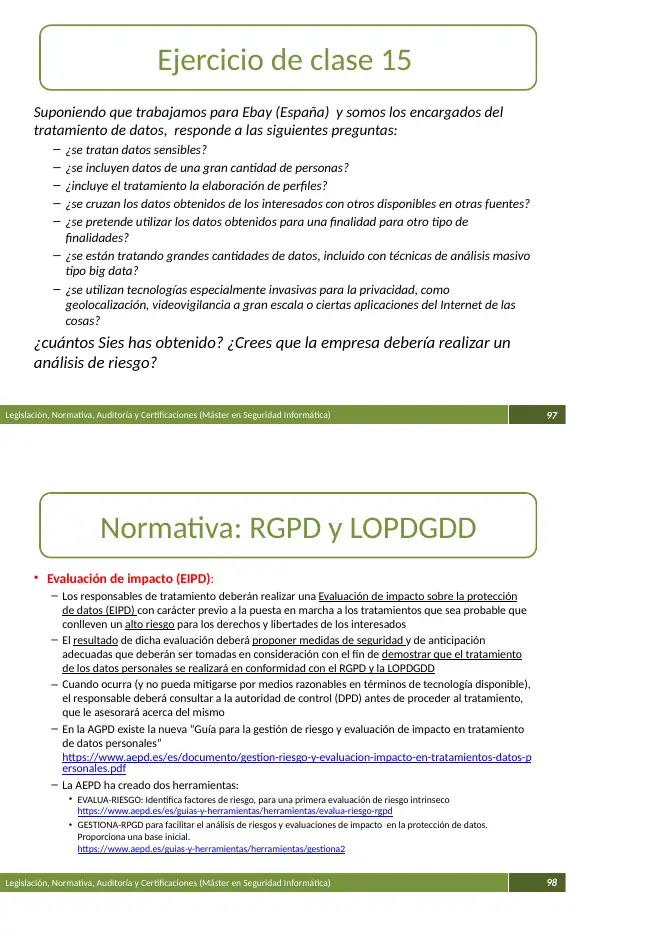 Ejercicio de clase 15
Suponiendo que trabajamos para Ebay (España)  y somos los encargados del
tratamiento de datos,  responde a las siguientes preguntas:
– ¿se tratan datos sensibles?
– ¿se incluyen datos de una gran cantidad de personas?
– ¿incluye el tratamiento la elaboración de perfiles?
– ¿se cruzan los datos obtenidos de los interesados con otros disponibles en otras fuentes?
– ¿se pretende utilizar los datos obtenidos para una finalidad para otro tipo de
finalidades?
– ¿se están tratando grandes cantidades de datos, incluido con técnicas de análisis masivo
tipo big data?
– ¿se utilizan tecnologías especialmente invasivas para la privacidad, como
geolocalización, videovigilancia a gran escala o ciertas aplicaciones del Internet de las
cosas?
¿cuántos Sies has obtenido? ¿Crees que la empresa debería realizar un
análisis de riesgo?
Legislación, Normativa, Auditoría y Certificaciones (Máster en Seguridad Informática) 97
Normativa: RGPD y LOPDGDD
• Evaluación de impacto (EIPD):
– Los responsables de tratamiento deberán realizar una Evaluación de impacto sobre la protección
de datos (EIPD) con carácter previo a la puesta en marcha a los tratamientos que sea probable que
conlleven un alto riesgo para los derechos y libertades de los interesados
– El resultado de dicha evaluación deberá proponer medidas de seguridad y de anticipación
adecuadas que deberán ser tomadas en consideración con el fin de demostrar que el tratamiento
de los datos personales se realizará en conformidad con el RGPD y la LOPDGDD
– Cuando ocurra (y no pueda mitigarse por medios razonables en términos de tecnología disponible),
el responsable deberá consultar a la autoridad de control (DPD) antes de proceder al tratamiento,
que le asesorará acerca del mismo
– En la AGPD existe la nueva “Guía para la gestión de riesgo y evaluación de impacto en tratamiento
de datos personales”
https://www.aepd.es/es/documento/gestion-riesgo-y-evaluacion-impacto-en-tratamientos-datos-p
ersonales.pdf
– La AEPD ha creado dos herramientas:
• EVALUA-RIESGO: Identifica factores de riesgo, para una primera evaluación de riesgo intrínseco
https://www.aepd.es/es/guias-y-herramientas/herramientas/evalua-riesgo-rgpd
• GESTIONA-RPGD para facilitar el análisis de riesgos y evaluaciones de impacto  en la protección de datos.
Proporciona una base inicial.
https://www.aepd.es/guias-y-herramientas/herramientas/gestiona2
Legislación, Normativa, Auditoría y Certificaciones (Máster en Seguridad Informática) 98